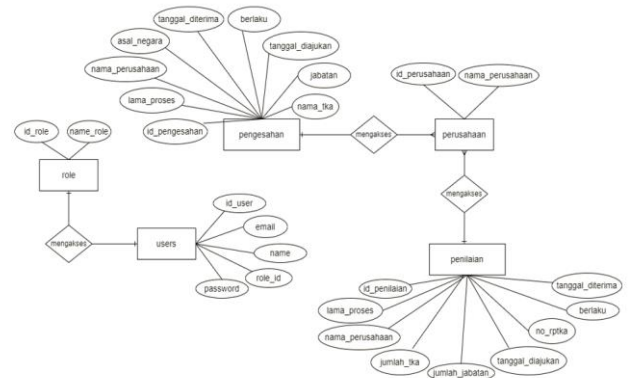 tanggal_diterima
berlaku
asal_negara
tanggal_diajukan
nama_perusahaan
jabatan
lama_proses
nama_tka
id_pengesahan
pengesahan
mengakses
perusahaan
id_perusahaan
nama_perusahaan
id_role
name_role
role
mengakses
users
id_user
email
name
role_id
password
mengakses
penilaian
id_penilaian
tanggal_diterima
lama_proses
berlaku
nama_perusahaan
no_rptka
jumlah_tka
tanggal_diajukan
jumlah_jabatan